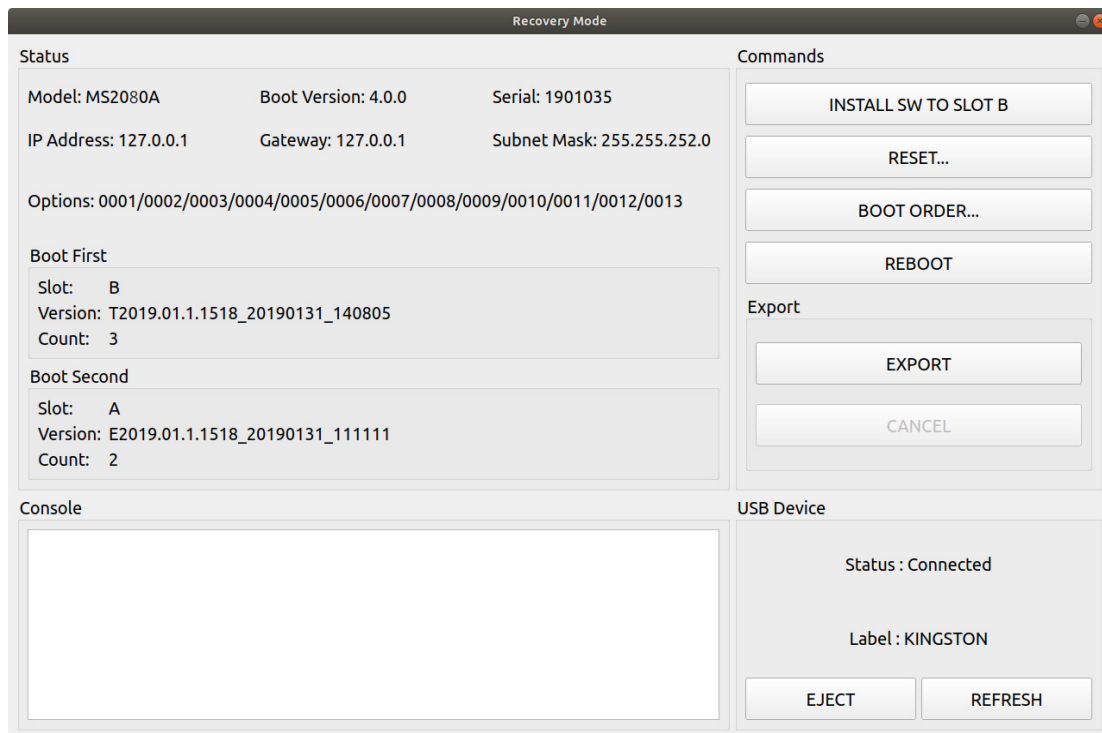 Recovery Mode
Status
Model: MS2080A Boot Version: 4.0.0 Serial: 1901035
IP Address: 127.0.0.1 Gateway: 127.0.0.1 Subnet Mask: 255.255.252.0
Options: 0001/0002/0003/0004/0005/0006/0007/0008/0009/0010/0011/0012/0013
Boot First
Slot: B
Version: T2019.01.1.1518_20190131_140805
Count: 3
Boot Second
Slot: A
Version: E2019.01.1.1518_20190131_111111
Count: 2
Console
Commands
INSTALL SW TO SLOT B
RESET...
BOOT ORDER...
REBOOT
Export
EXPORT
CANCEL
USB Device
Status : Connected
Label : KINGSTON
EJECT REFRESH